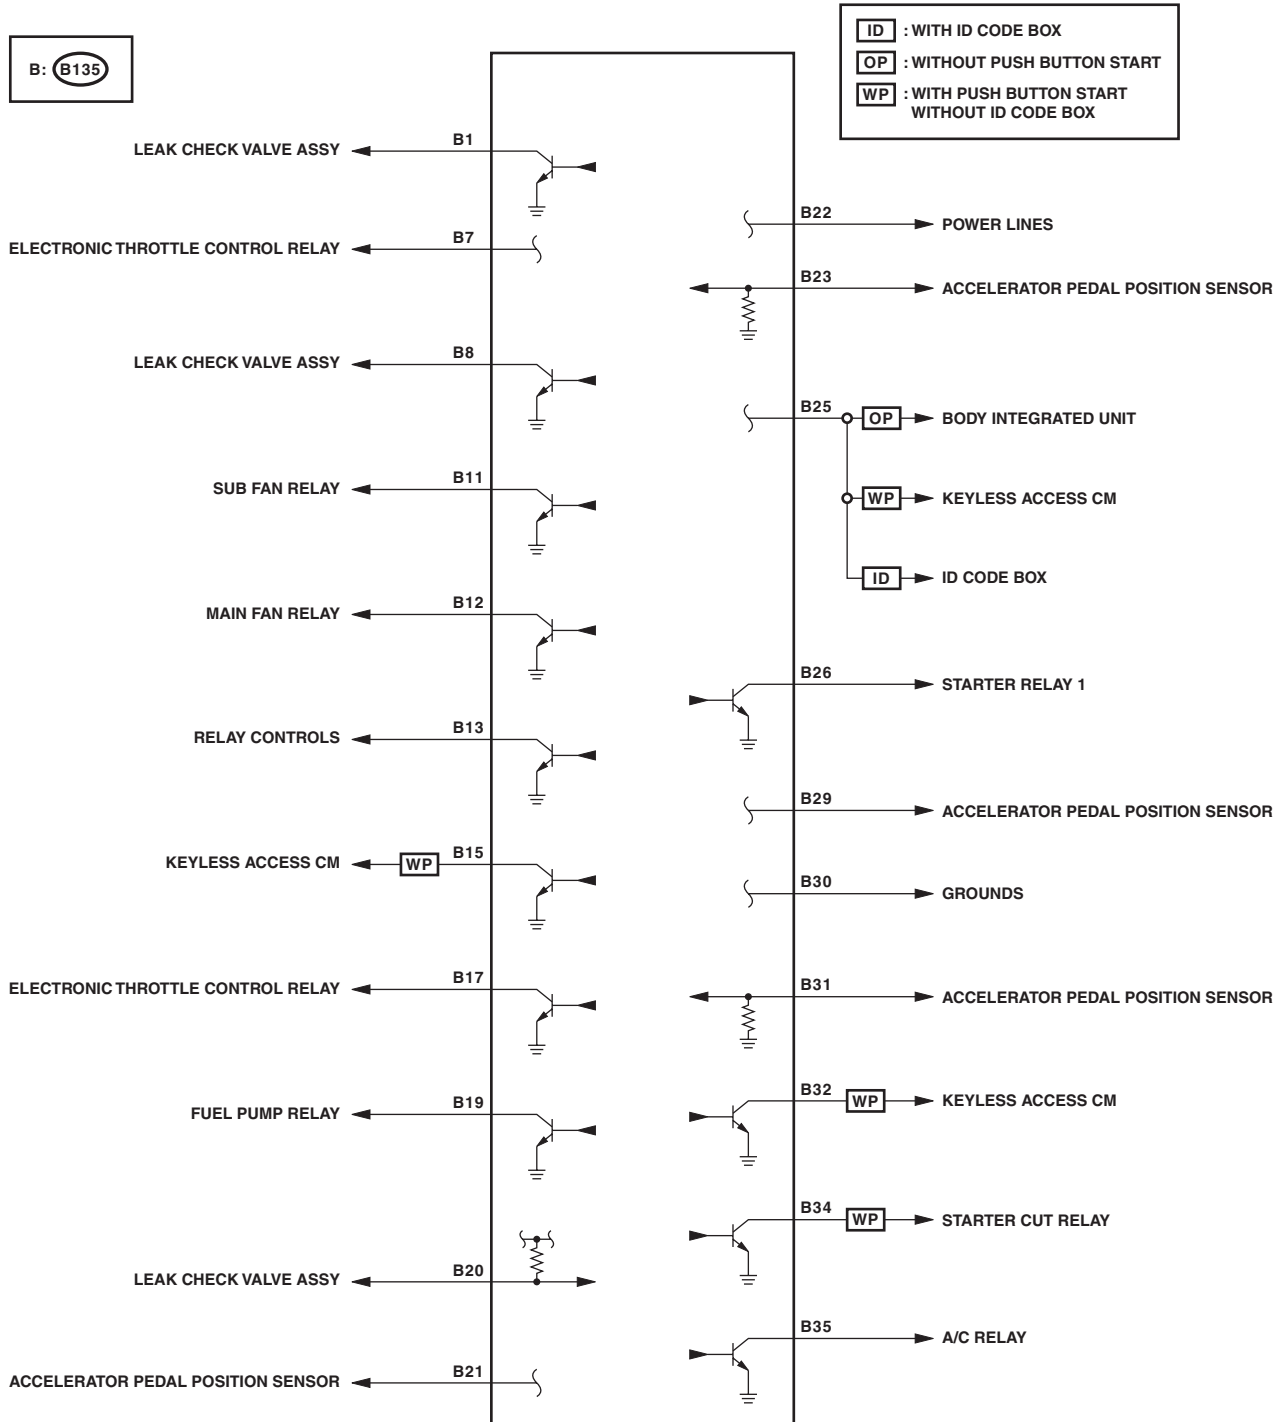 B: B135
ID : WITH ID CODE BOX
OP : WITHOUT PUSH BUTTON START
WP : WITH PUSH BUTTON START
WITHOUT ID CODE BOX
LEAK CHECK VALVE ASSY B1
ELECTRONIC THROTTLE CONTROL RELAY B7
LEAK CHECK VALVE ASSY B8
SUB FAN RELAY B11
MAIN FAN RELAY B12
RELAY CONTROLS B13
KEYLESS ACCESS CM WP B15
ELECTRONIC THROTTLE CONTROL RELAY B17
FUEL PUMP RELAY B19
LEAK CHECK VALVE ASSY B20
ACCELERATOR PEDAL POSITION SENSOR B21
B22 POWER LINES
B23 ACCELERATOR PEDAL POSITION SENSOR
B25 OP BODY INTEGRATED UNIT
WP KEYLESS ACCESS CM
ID ID CODE BOX
B26 STARTER RELAY 1
B29 ACCELERATOR PEDAL POSITION SENSOR
B30 GROUNDS
B31 ACCELERATOR PEDAL POSITION SENSOR
B32 WP KEYLESS ACCESS CM
B34 WP STARTER CUT RELAY
B35 A/C RELAY